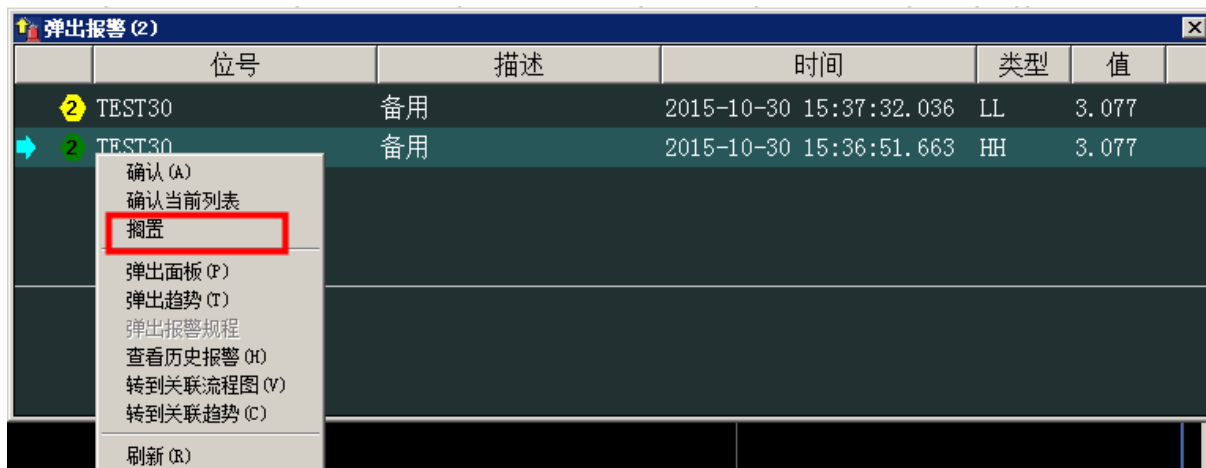 弹出报警(2)
位号 描述 时间 类型 值
2 TEST30 备用 2015-10-30 15:37:32.036 LL 3.077
2 TEST30 备用 2015-10-30 15:36:51.663 HH 3.077
确认(A)
确认当前列表
搁置
弹出面板(P)
弹出趋势(T)
弹出报警规程
查看历史报警(H)
转到关联流程图(V)
转到关联趋势(C)
刷新(R)